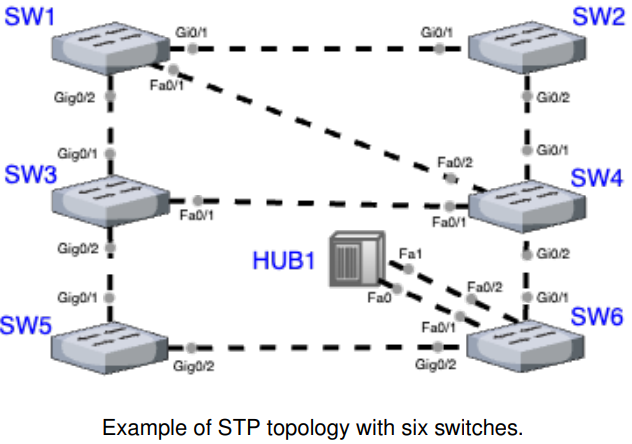 SW1
SW2
Gi0/1
Gi0/1
Fa0/1
Gig0/2
Gi0/2
Gig0/1
Gi0/1
Fa0/2
SW3
SW4
Fa0/1
Fa0/1
Gig0/2
Gi0/2
HUB1
Fa1
Fa0
Fa0/2
Gig0/1
Gi0/1
Fa0/1
SW5
SW6
Gig0/2
Gig0/2
Example of STP topology with six switches.